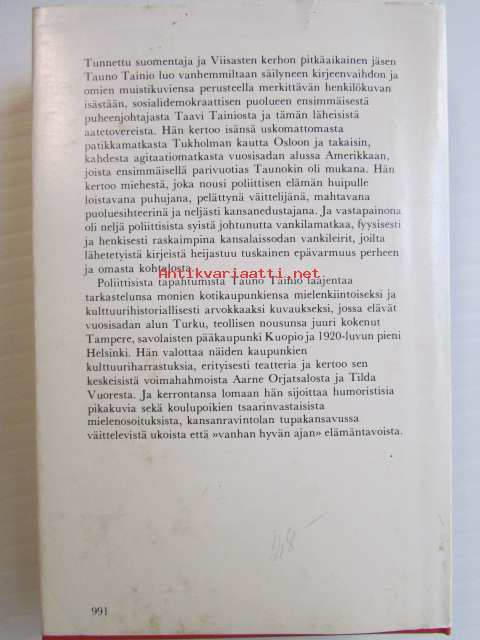 Tunnettu suomentaja ja Viisasten kerhon pitkäaikainen jäsen
Tauno Tainio luo vanhemmiltaan säilyneen kirjeenvaihdon ja
omien muistikuviensa perusteella merkittävän henkilökuvan
isästään, sosialidemokraattisen puolueen ensimmäisestä
puheenjohtajasta Taavi Tainiosta ja tämän läheisistä
aatetovereista. Hän kertoo isänsä uskomattomasta
patikkamatkasta Tukholman kautta Osloon ja takaisin,
kahdesta agitaatiomatkasta vuosisadan alussa Amerikkaan,
joista ensimmäisellä parivuotias Taunokin oli mukana. Hän
kertoo miehestä, joka nousi poliittisen elämän huipulle
loistavana puhujana, pelättynä väittelijänä, mahtavana
puoluesihteerinä ja neljästi kansanedustajana. Ja vastapainona
oli neljä poliittisista syistä johtunutta vankilamatkaa, fyysisesti
ja henkisesti raskaimpina kansalaissodan vankileirit, joilta
lähetetyistä kirjeistä heijastuu tuskainen epävarmuus perheen
ja omasta kohtalosta.
Antikvariaatti.net
Poliittisista tapahtumista Tauno Tainio laajentaa
tarkastelunsa monien kotikaupunkiensa mielenkiintoiseksi ja
kulttuurihistoriallisesti arvokkaaksi kuvaukseksi, jossa elävät
vuosisadan alun Turku, teollisen nousunsa juuri kokenut
Tampere, savolaisten pääkaupunki Kuopio ja 1920-luvun pieni
Helsinki. Hän valottaa näiden kaupunkien
kulttuuriharrastuksia, erityisesti teatteria ja kertoo sen
keskeisistä voimahahmoista Aarne Orjatsalosta ja Tilda
Vuoresta. Ja kerrontansa lomaan hän sijoittaa humoristisia
pikakuvia sekä koulupoikien tsaarinvastaisista
mielenosoituksista, kansanravintolan tupakansavussa
väittelevistä ukoista että »vanhan hyvän ajan» elämäntavoista.
991